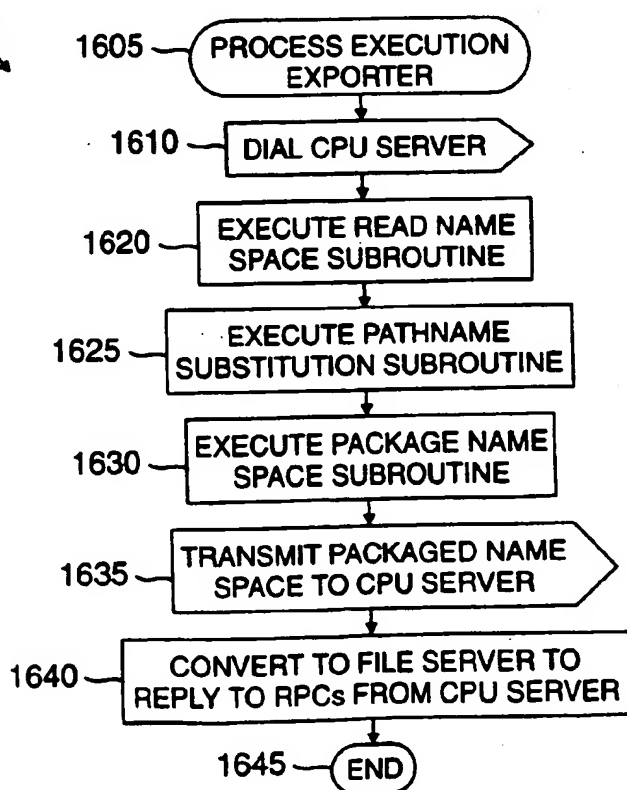 1605 PROCESS EXECUTION
EXPORTER
1610 DIAL CPU SERVER
1620 EXECUTE READ NAME
SPACE SUBROUTINE
1625 EXECUTE PATHNAME
SUBSTITUTION SUBROUTINE
1630 EXECUTE PACKAGE NAME
SPACE SUBROUTINE
1635 TRANSMIT PACKAGED NAME
SPACE TO CPU SERVER
1640 CONVERT TO FILE SERVER TO
REPLY TO RPCs FROM CPU SERVER
1645 END